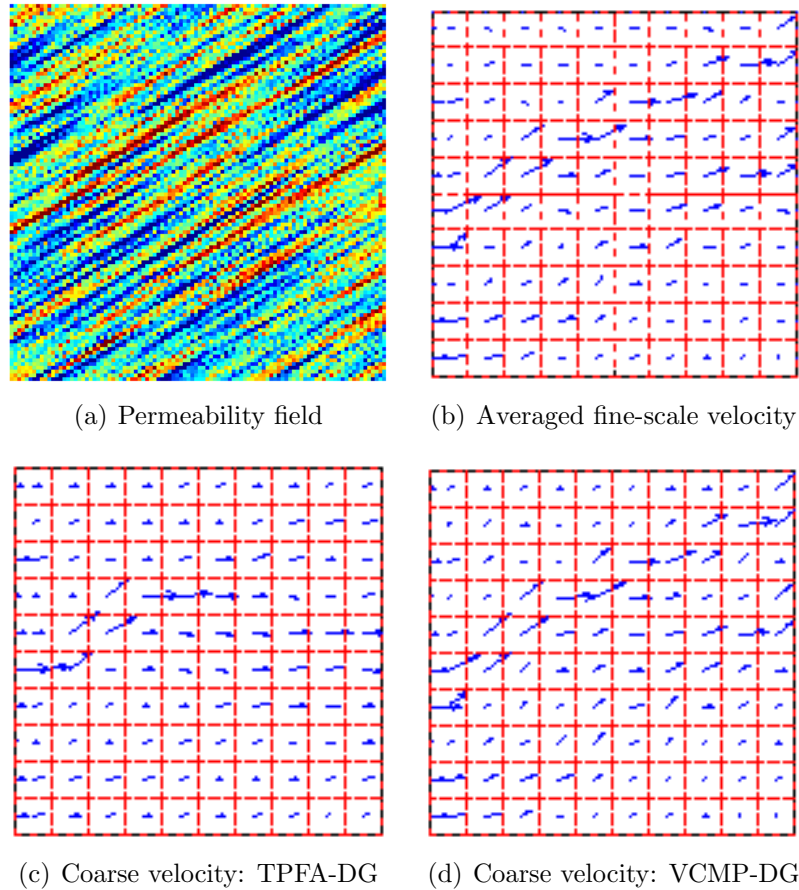 (a) Permeability field
(b) Averaged fine-scale velocity
(c) Coarse velocity: TPFA-DG
(d) Coarse velocity: VCMP-DG